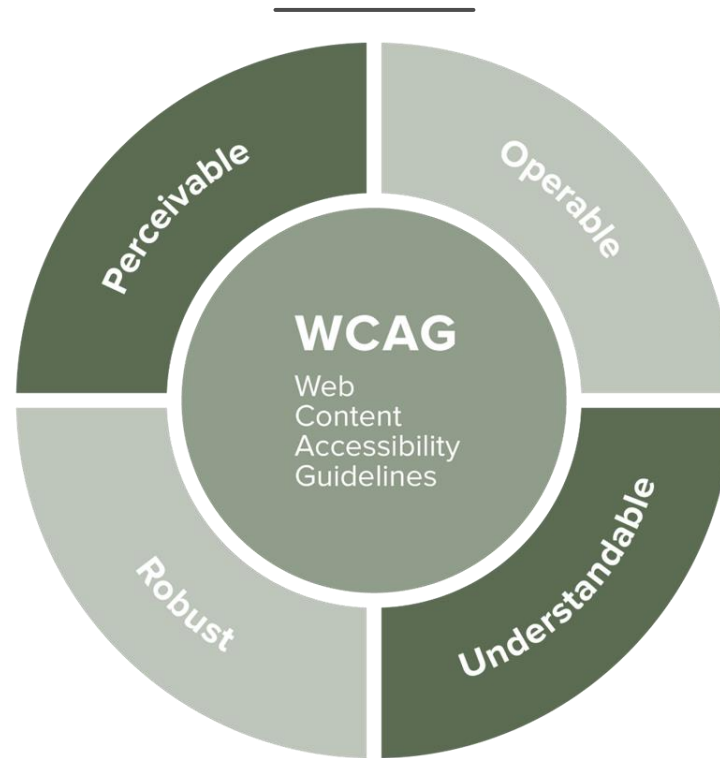 Perceivable
Operable
WCAG
Web
Content
Accessibility
Guidelines
Robust
Understandable